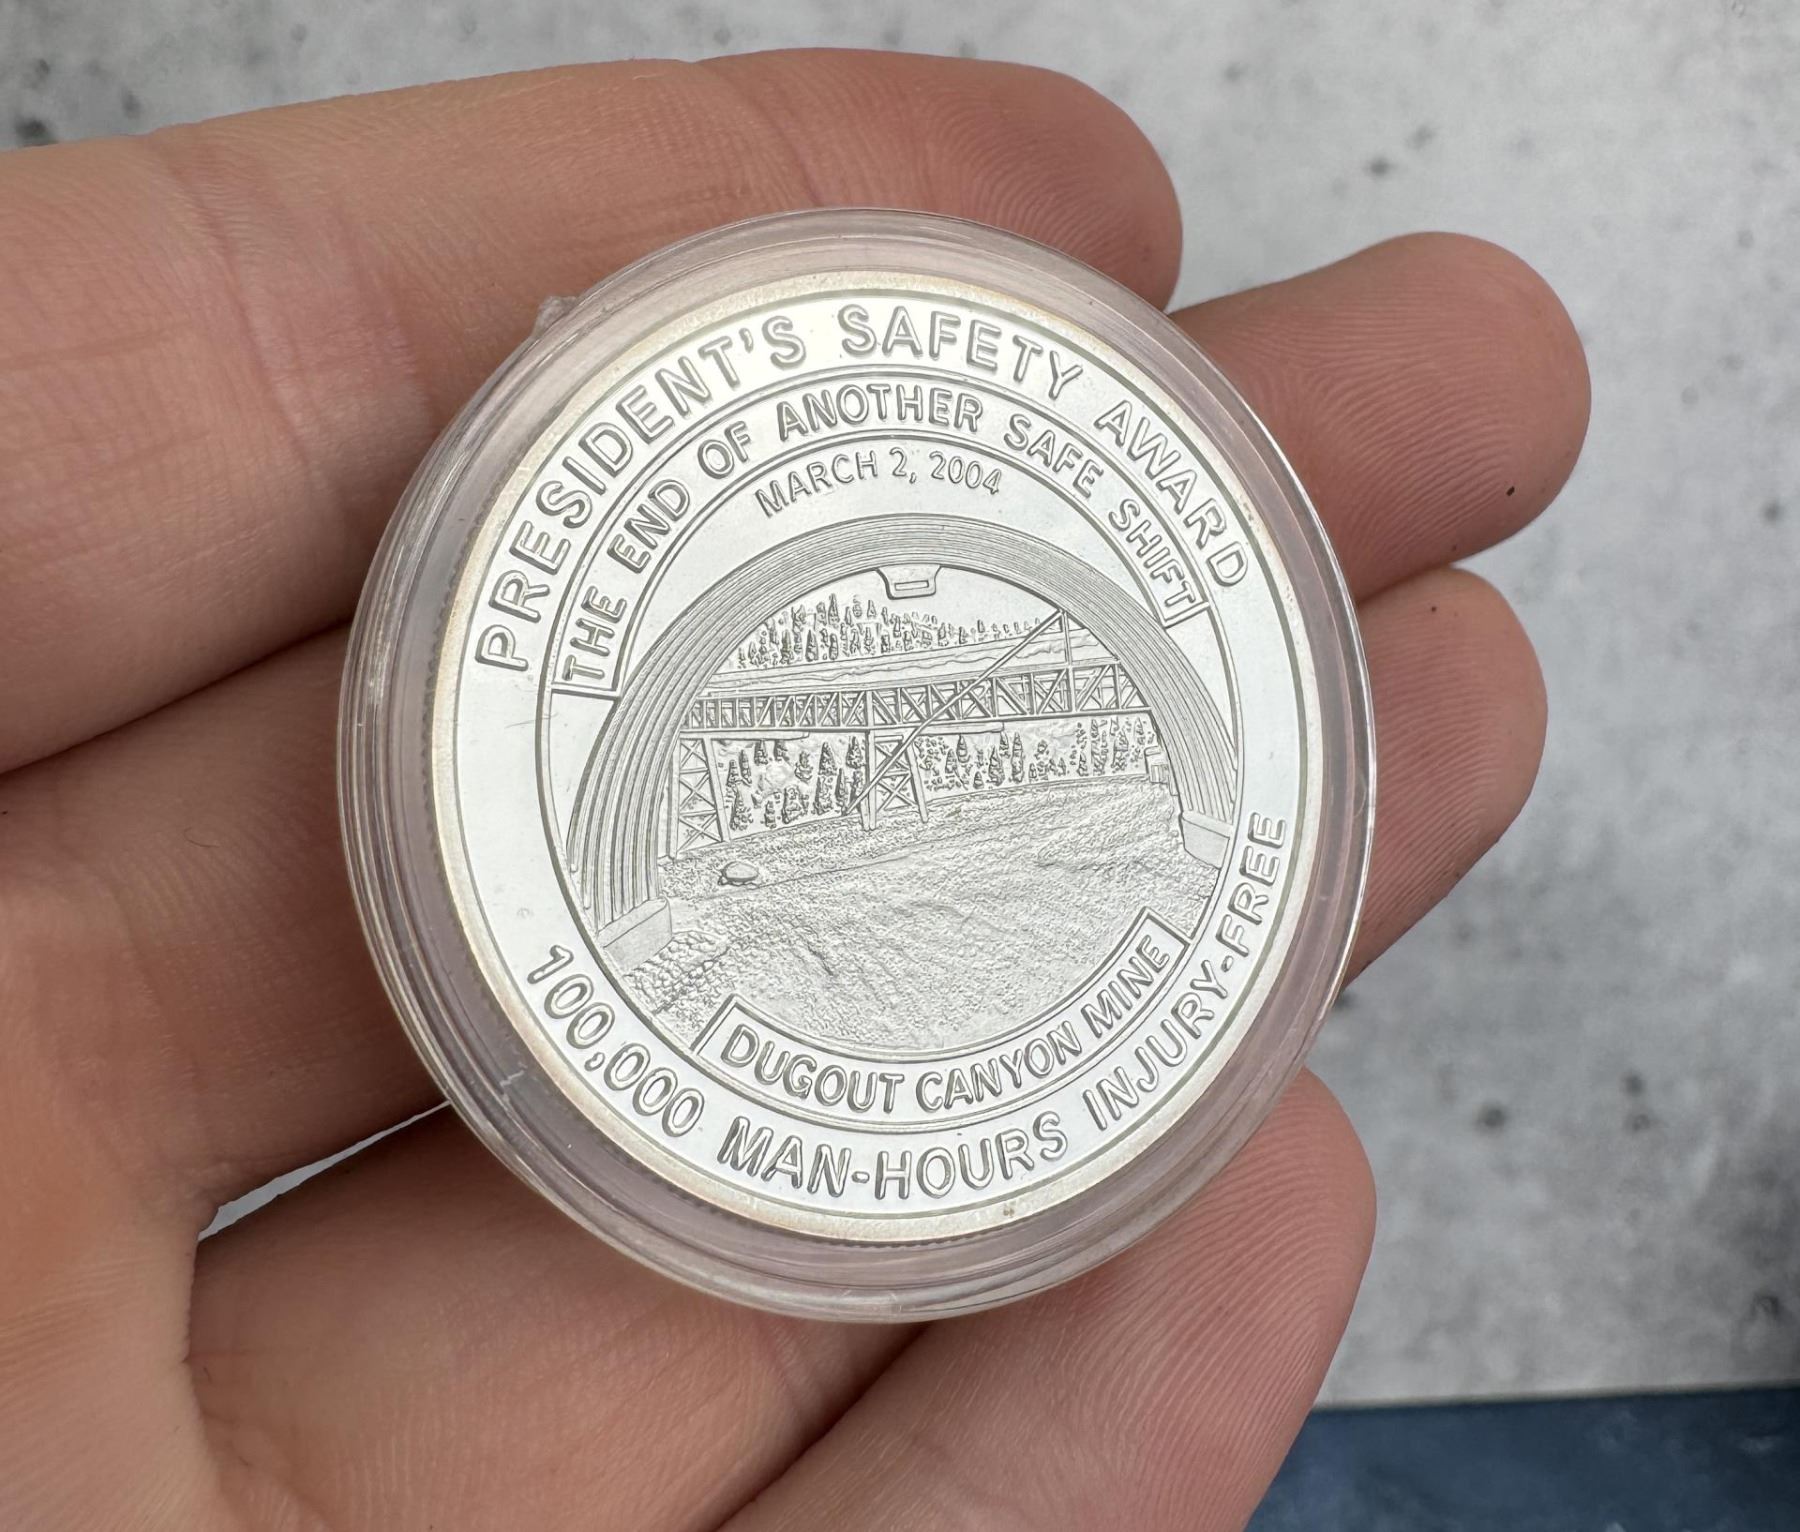 PRESIDENT'S SAFETY AWARD
THE END OF ANOTHER SAFE SHIFT
MARCH 2, 2004
DUGOUT CANYON MINE
100,000 MAN-HOURS INJURY-FREE